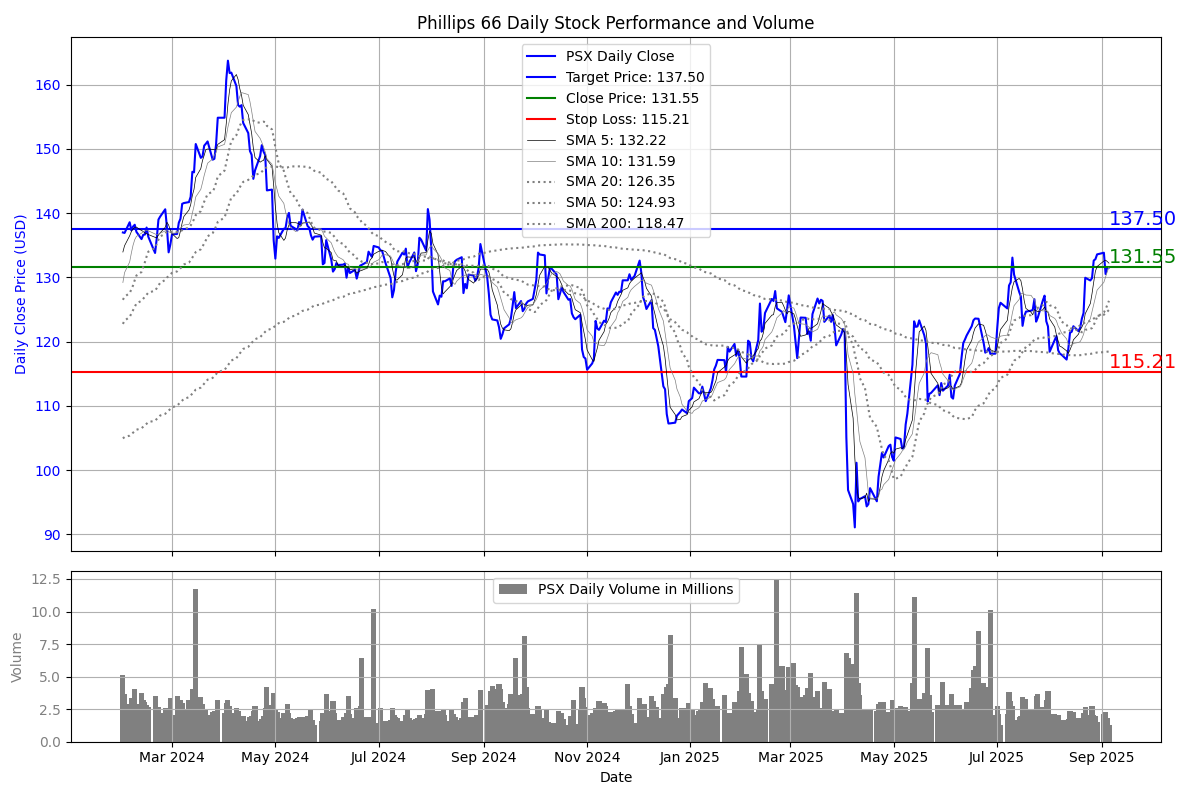 Phillips 66 Daily Stock Performance and Volume
Daily Close Price (USD)
160
150
140
130
120
110
100
90
PSX Daily Close
Target Price: 137.50
Close Price: 131.55
Stop Loss: 115.21
SMA 5: 132.22
SMA 10: 131.59
SMA 20: 126.35
SMA 50: 124.93
SMA 200: 118.47
137.50
131.55
115.21
Volume
12.5
10.0
7.5
5.0
2.5
0.0
PSX Daily Volume in Millions
Mar 2024 May 2024 Jul 2024 Sep 2024 Nov 2024 Jan 2025 Mar 2025 May 2025 Jul 2025 Sep 2025
Date